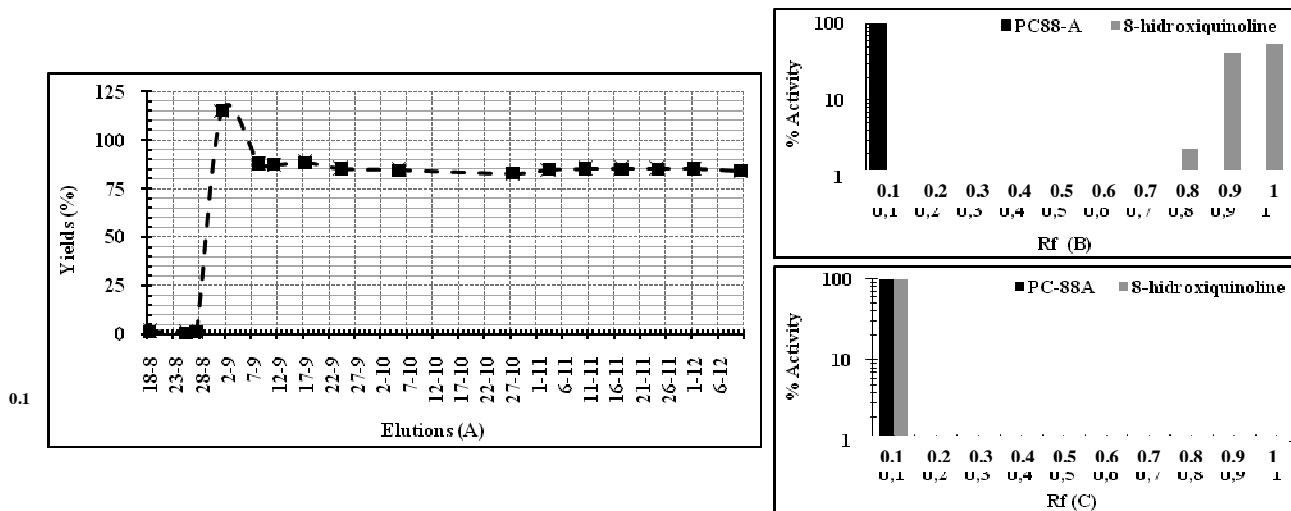 125
100
75
50
25
0
Yields (%)
18-8 23-8 28-8 2-9 7-9 12-9 17-9 22-9 27-9 2-10 7-10 12-10 17-10 22-10 27-10 1-11 6-11 11-11 16-11 21-11 26-11 1-12 6-12
Elutions (A)
0.1
PC88-A 8-hidroxiquinoline
100
10
1
% Activity
0.1 0.2 0.3 0.4 0.5 0.6 0.7 0.8 0.9 1
0,1 0,2 0,3 0,4 0,5 0,6 0,7 0,8 0,9 1
Rf (B)
PC-88A 8-hidroxiquinoline
100
10
1
% Activity
0.1 0.2 0.3 0.4 0.5 0.6 0.7 0.8 0.9 1
0,1 0,2 0,3 0,4 0,5 0,6 0,7 0,8 0,9 1
Rf (C)